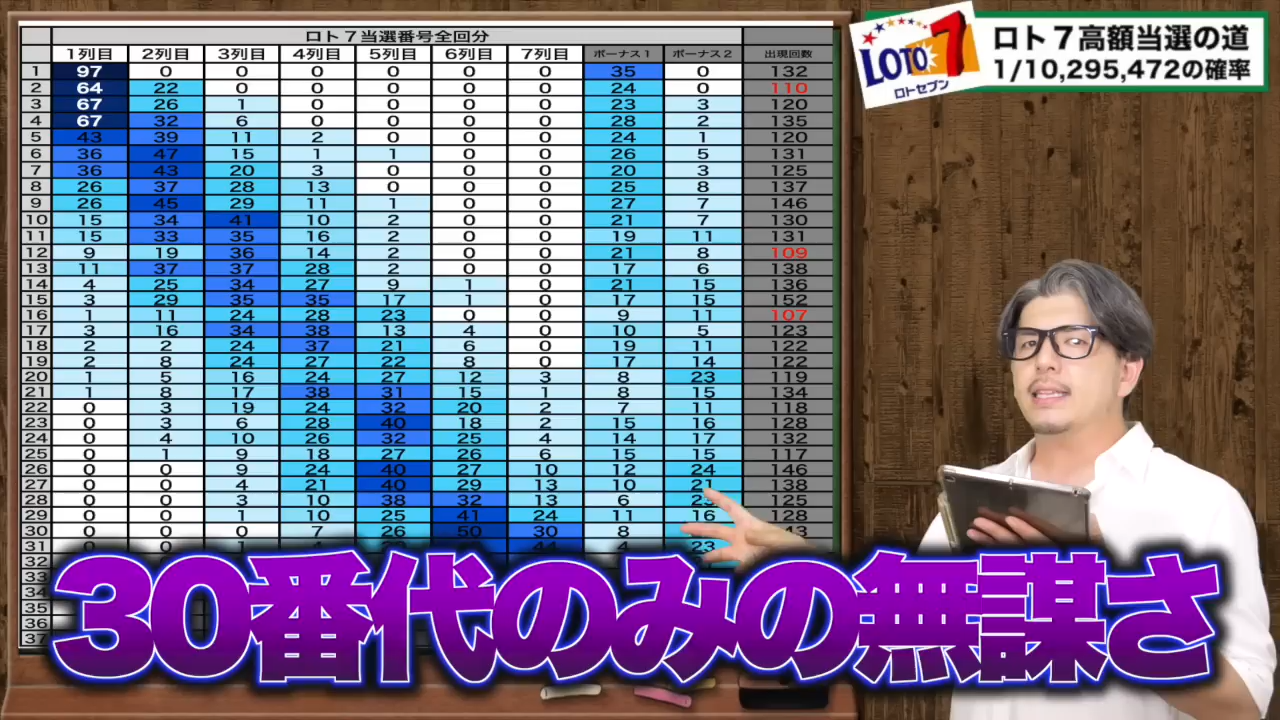 ロト７当選番号全回分
1列目 2列目 3列目 4列目 5列目 6列目 7列目 ボーナス1 ボーナス2 出現回数
1 97 0 0 0 0 0 0 35 0 132
2 64 22 0 0 0 0 0 24 0 110
3 67 26 1 0 0 0 0 23 3 120
4 67 32 6 0 0 0 0 28 2 135
5 43 39 11 2 0 0 0 24 1 120
6 36 47 15 1 1 0 0 26 5 131
7 36 43 20 3 0 0 0 20 3 125
8 26 37 28 13 0 0 0 25 8 137
9 26 45 29 11 1 0 0 27 7 146
10 15 34 41 10 2 0 0 21 7 130
11 15 33 35 16 2 0 0 19 11 131
12 9 19 36 14 2 0 0 21 8 109
13 11 37 37 28 2 0 0 17 6 138
14 4 25 34 27 9 1 0 21 15 136
15 3 29 35 35 17 1 0 17 15 152
16 1 11 24 28 23 0 0 9 11 107
17 3 16 34 38 13 4 0 10 5 123
18 2 2 24 37 21 6 0 19 11 122
19 2 8 24 27 22 8 0 17 14 122
20 1 5 16 24 27 12 3 8 23 119
21 1 8 17 38 31 15 1 8 15 134
22 0 3 19 24 32 20 2 7 11 118
23 0 3 6 28 40 18 2 15 16 128
24 0 4 10 26 32 25 4 14 17 132
25 0 1 9 18 27 26 6 15 15 117
26 0 0 9 24 40 27 10 12 24 146
27 0 0 4 21 40 29 13 10 21 138
28 0 0 3 10 38 32 13 6 125
29 0 0 1 10 25 41 24 11 16 128
30 0 0 0 7 26 50 30 8
31 0 0 1 4 44 4 23
32
33
34
35
36
37
LOTO 7
ロトセブン
ロト７高額当選の道
1/10,295,472の確率
30番代のみの無謀さ